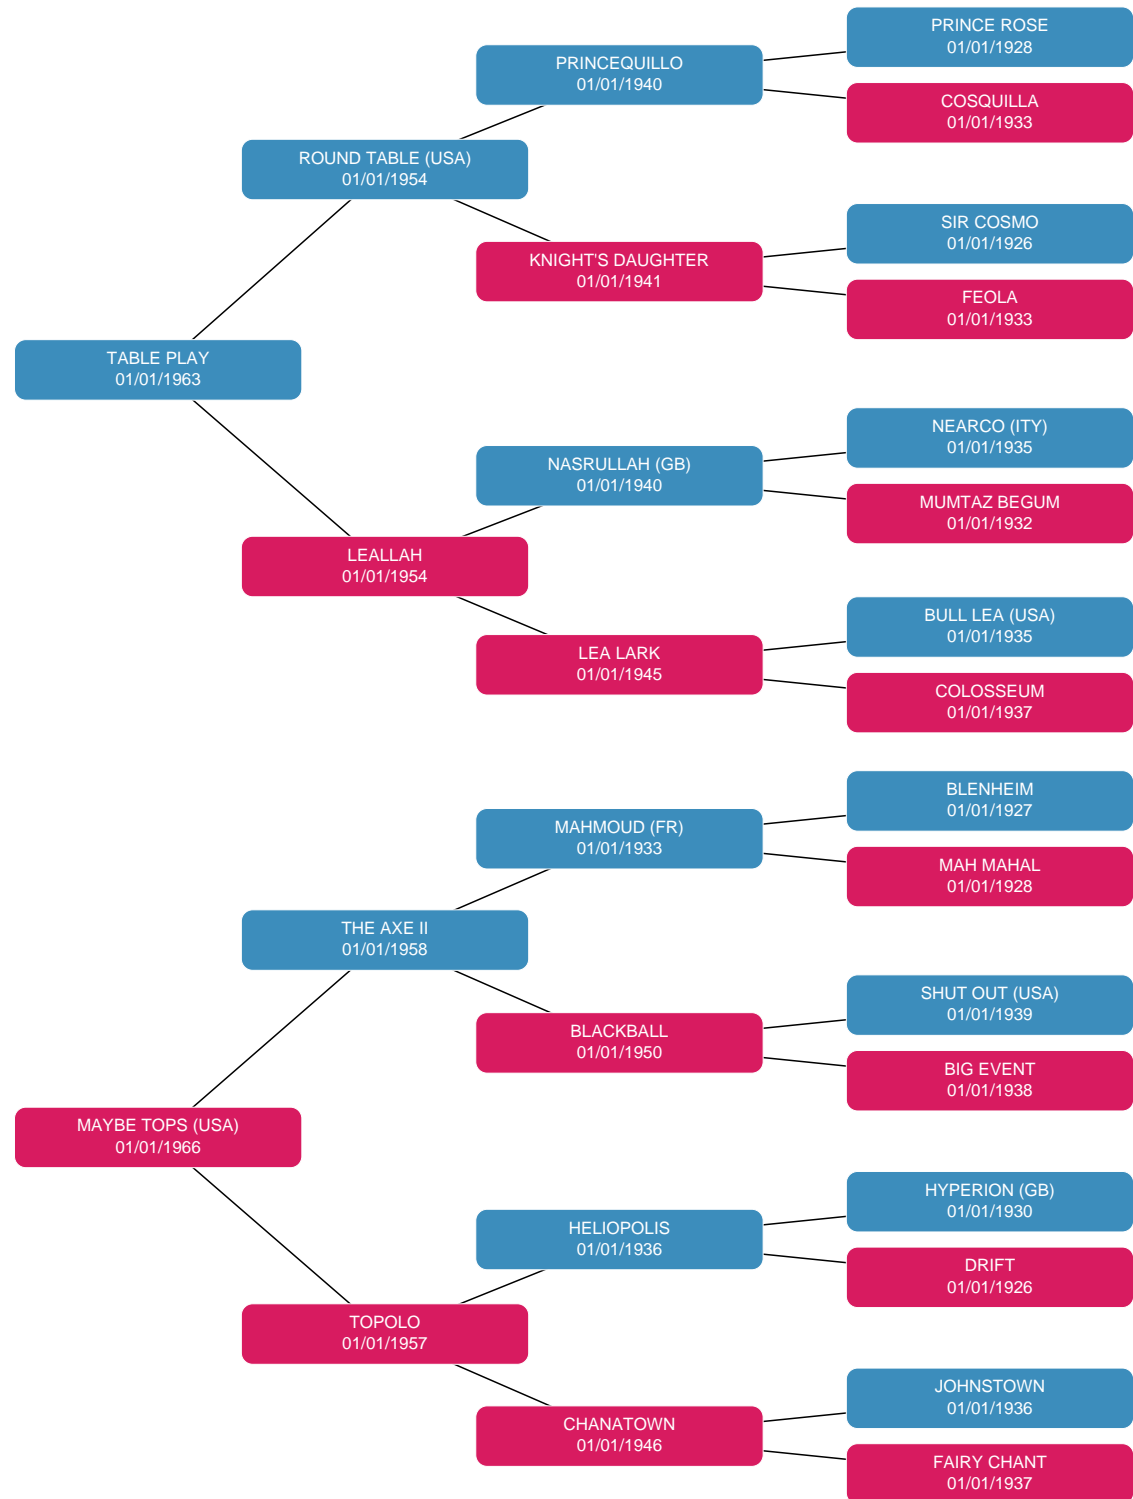 PRINCE ROSE
01/01/1928
PRINCEQUILLO
01/01/1940
COSQUILLA
01/01/1933
ROUND TABLE (USA)
01/01/1954
SIR COSMO
01/01/1926
KNIGHT'S DAUGHTER
01/01/1941
FEOLA
01/01/1933
TABLE PLAY
01/01/1963
NEARCO (ITY)
01/01/1935
NASRULLAH (GB)
01/01/1940
MUMTAZ BEGUM
01/01/1932
LEALLAH
01/01/1954
BULL LEA (USA)
01/01/1935
LEA LARK
01/01/1945
COLOSSEUM
01/01/1937
BLENHEIM
01/01/1927
MAHMOUD (FR)
01/01/1933
MAH MAHAL
01/01/1928
THE AXE II
01/01/1958
SHUT OUT (USA)
01/01/1939
BLACKBALL
01/01/1950
BIG EVENT
01/01/1938
MAYBE TOPS (USA)
01/01/1966
HYPERION (GB)
01/01/1930
HELIOPOLIS
01/01/1936
DRIFT
01/01/1926
TOPOLO
01/01/1957
JOHNSTOWN
01/01/1936
CHANATOWN
01/01/1946
FAIRY CHANT
01/01/1937